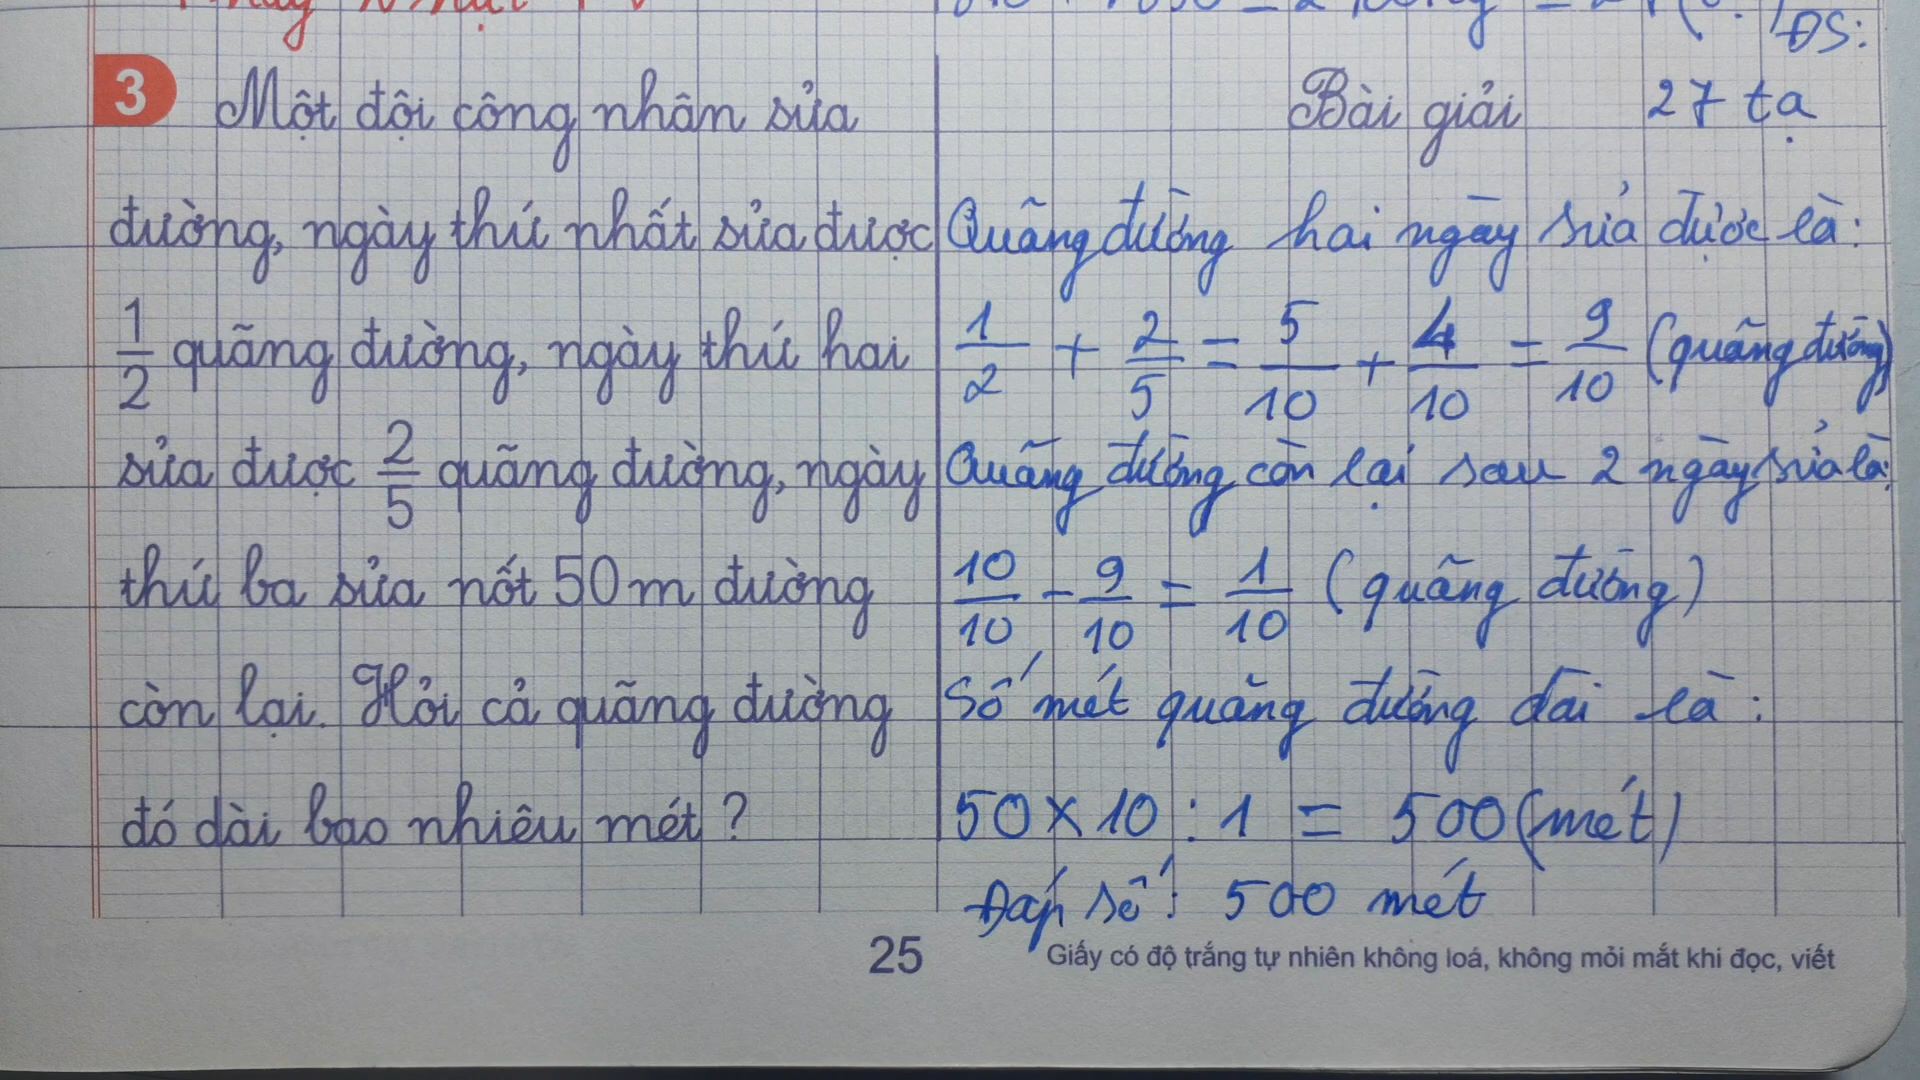 ĐS:
3 Một đội công nhân sửa
đường, ngày thứ nhất sửa được
1/2 quãng đường, ngày thứ hai
sửa được 2/5 quãng đường, ngày
thứ ba sửa nốt 50m đường
còn lại. Hỏi cả quãng đường
đó dài bao nhiêu mét?
Bài giải 27 tạ
Quãng đường hai ngày sửa được là:
1/2 + 2/5 = 5/10 + 4/10 = 9/10 (quãng đường)
Quãng đường còn lại sau 2 ngày sửa là:
10/10 - 9/10 = 1/10 (quãng đường)
Số mét quãng đường dài là:
50 x 10 : 1 = 500 (mét)
Đáp số: 500 mét
25
Giấy có độ trắng tự nhiên không loá, không mỏi mắt khi đọc, viết